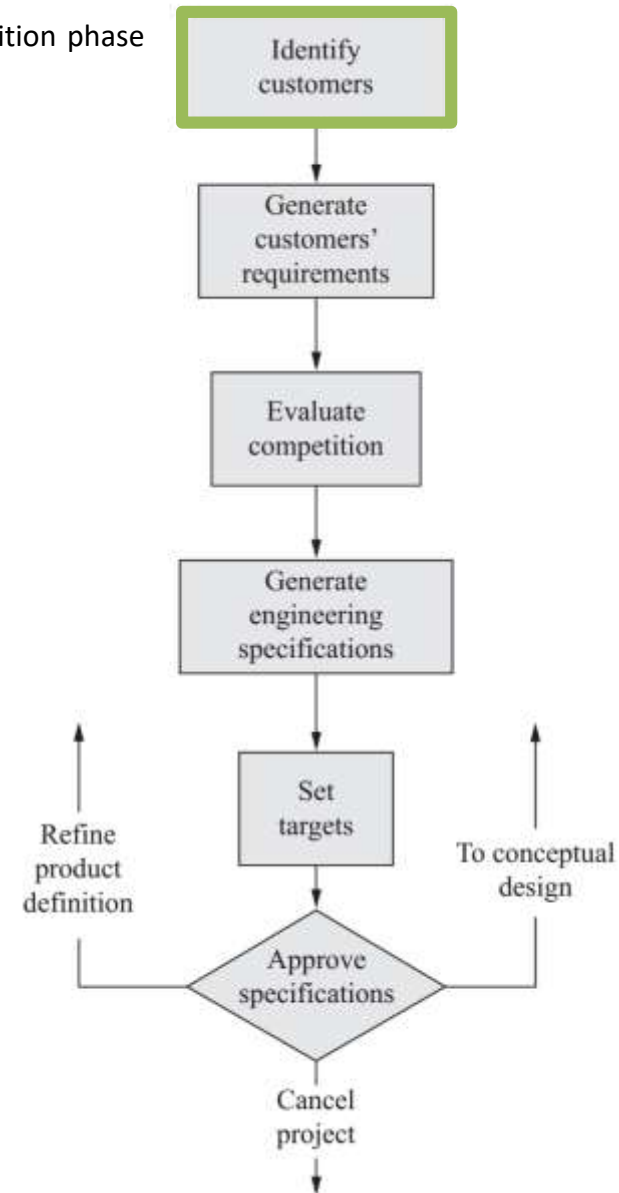 phase
Identify
customers
Generate
customers’
requirements
Evaluate
competition
Generate
engineering
specifications
Set
targets
Refine
product
definition
To conceptual
design
Approve
specifications
Cancel
project